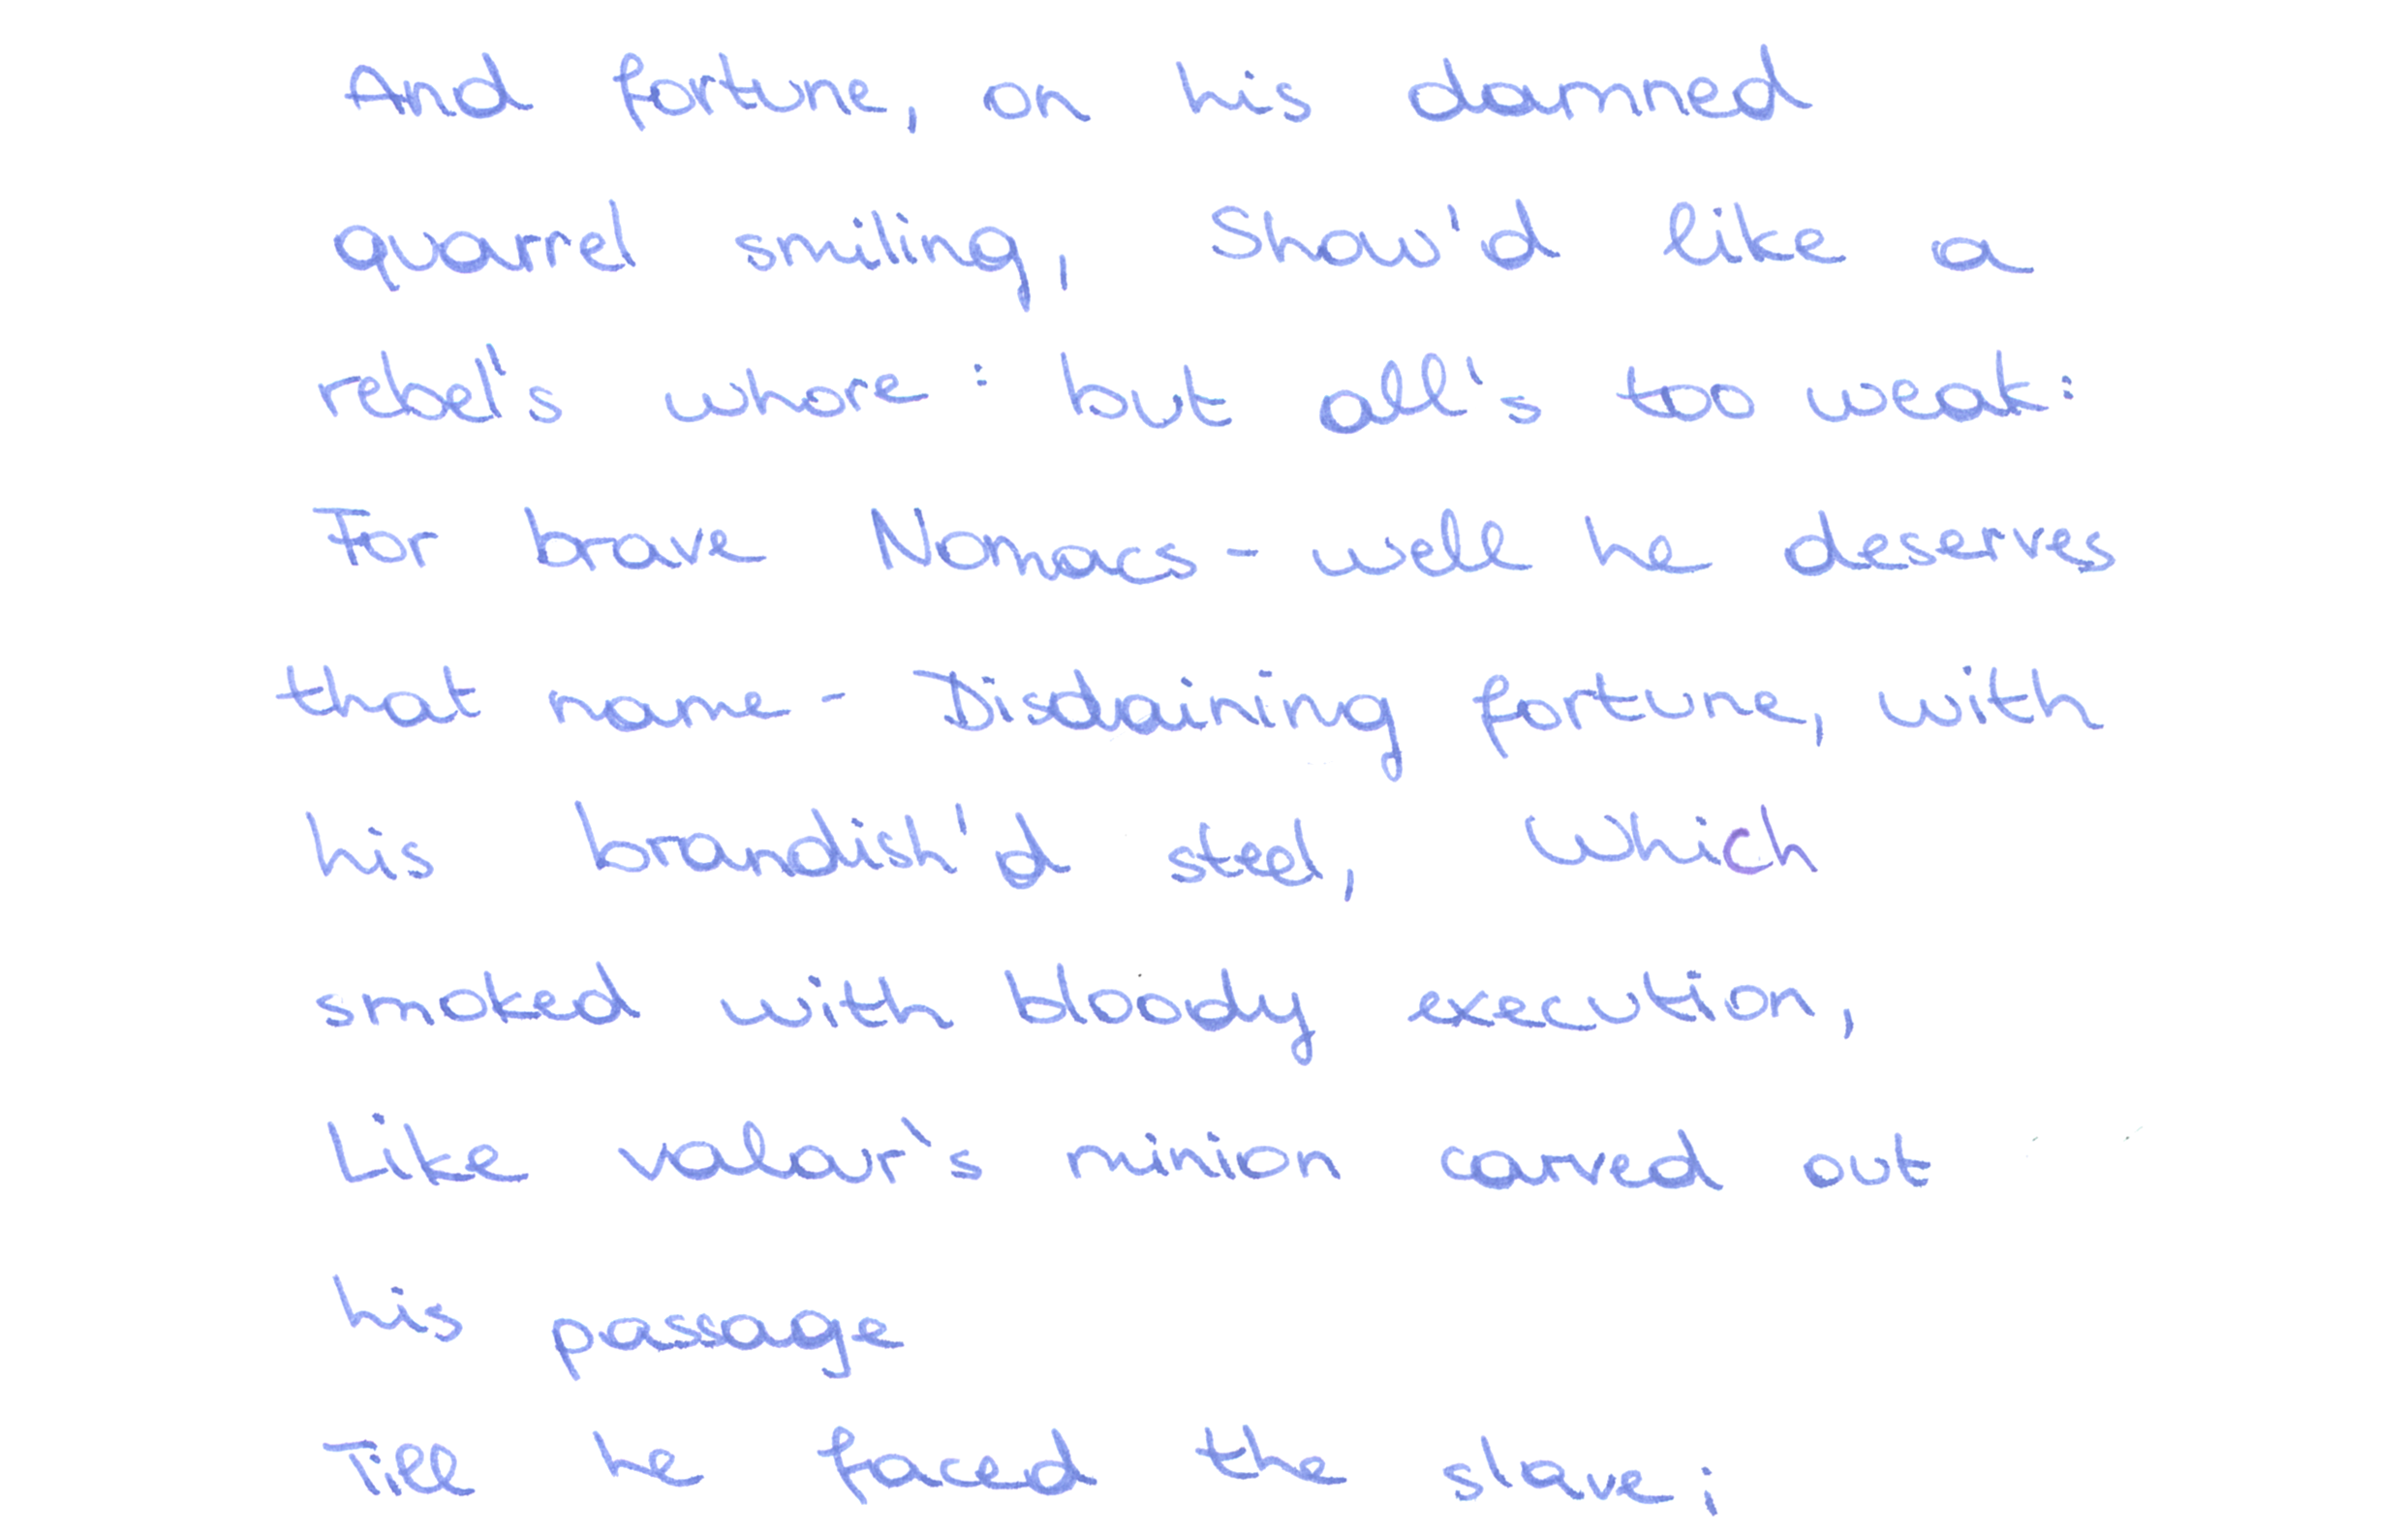 And fortune, on his damned
quarrel smiling, Show'd like a
rebel's whore : but all's too weak:
For brave Nomacs - well he deserves
that name - Disdaining fortune, with
his brandish'd steel, Which
smoked with bloody execution,
Like valour's minion carved out
his passage
Till he faced the slave;